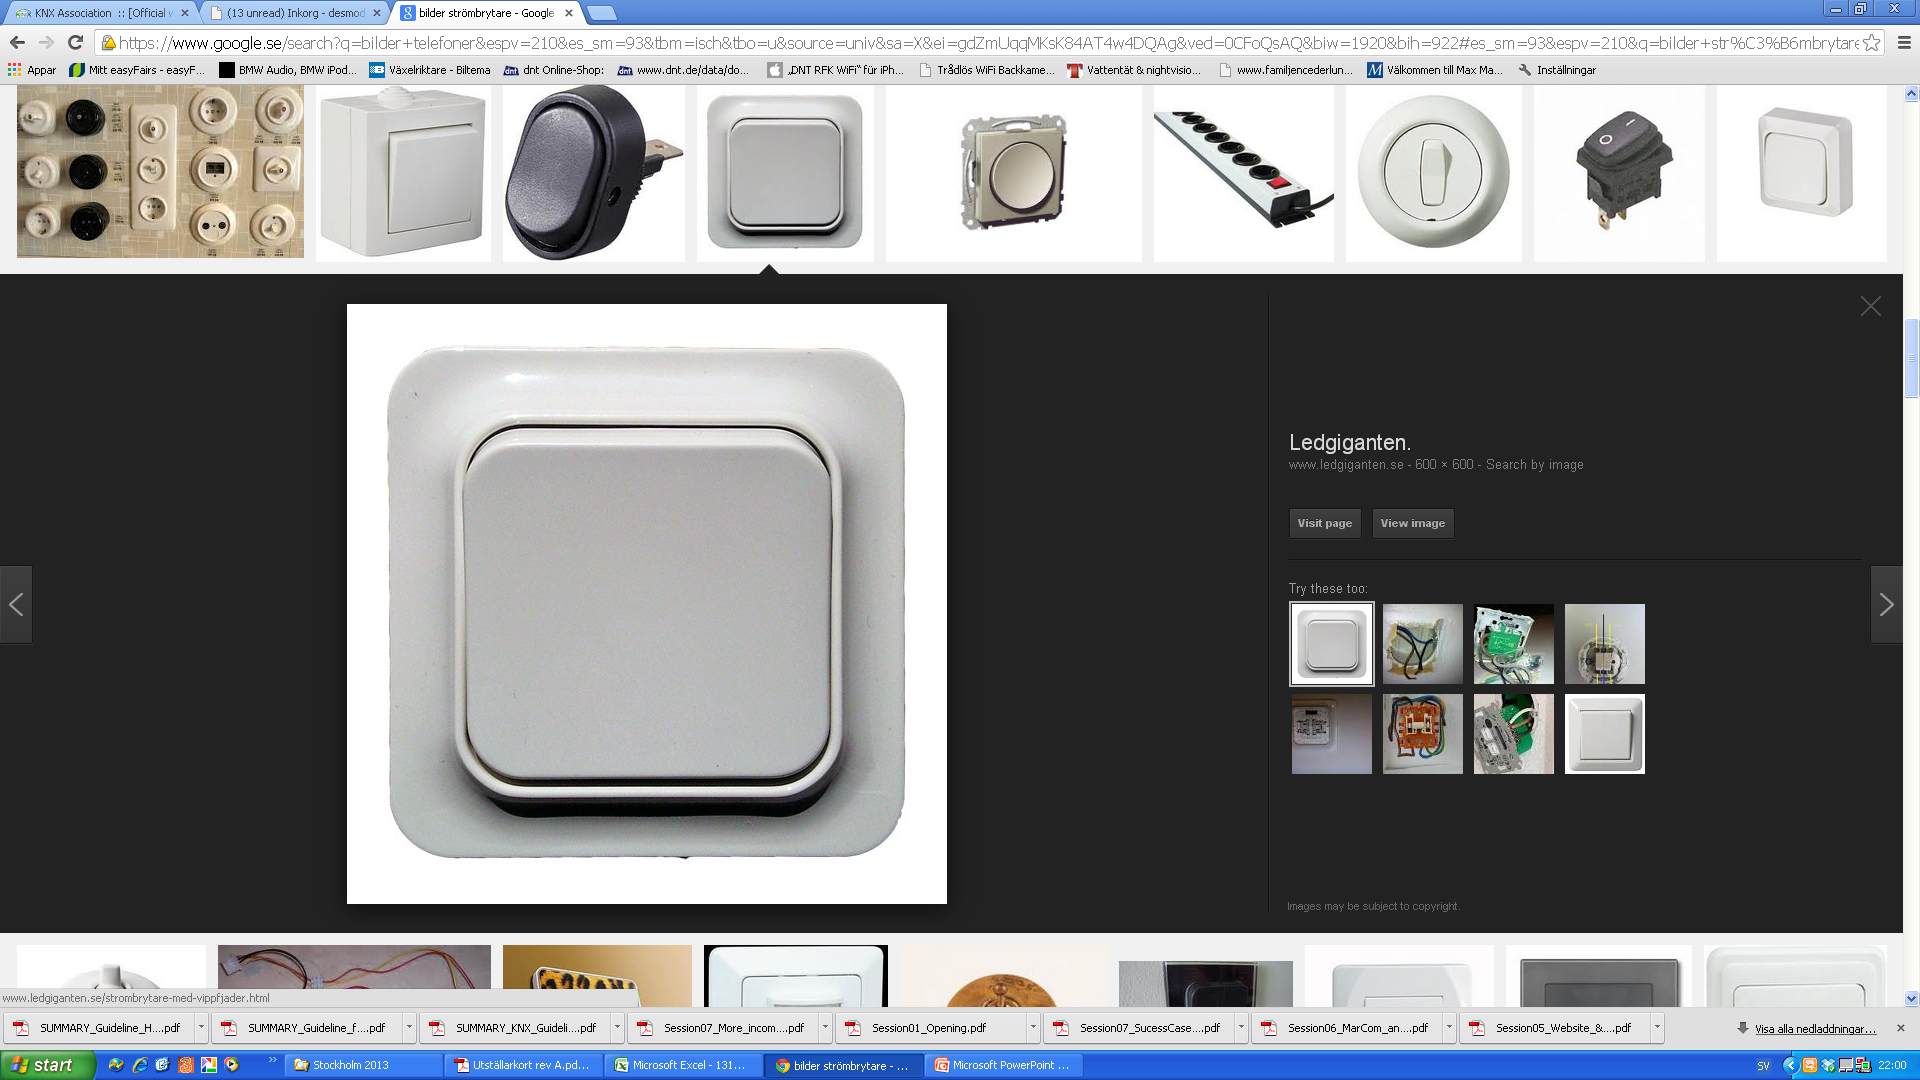 KNX Association :: [Official w
(13 unread) Inkorg - desmod
bilder strömbrytare - Google
https://www.google.se/search?q=bilder+telefoner&espv=210&es_sm=93&tbm=isch&tbo=u&source=univ&sa=X&ei=gdZmUqqMKsK84AT4w4DQAg&ved=0CFoQsAQ&biw=1920&bih=922#es_sm=93&espv=210&q=bilder+str%C3%B6mbrytare
Appar
Mitt easyFairs - easyF...
BMW Audio, BMW iPod...
Växelriktare - Biltema
dnt Online-Shop:
www.dnt.de/data/do...
„DNT RFK WiFi“ für iPh...
Trådlös WiFi Backkame...
Vattentät & nightvisio...
www.familjencederlun...
Välkommen till Max Ma...
Inställningar
Ledgiganten.
www.ledgiganten.se - 600 × 600 - Search by image
Visit page
View image
Try these too:
Images may be subject to copyright.
www.ledgiganten.se/strombrytare-med-vippfjader.html
SUMMARY_Guideline_H....pdf
SUMMARY_Guideline_f....pdf
SUMMARY_KNX_Guideli....pdf
Session07_More_incom....pdf
Session01_Opening.pdf
Session07_SucessCase....pdf
Session06_MarCom_an....pdf
Session05_Website_&....pdf
Visa alla nedladdningar...
start
Stockholm 2013
Utställarkort rev A.pd...
Microsoft Excel - 131...
bilder strömbrytare - ...
Microsoft PowerPoint ...
SV
22:00